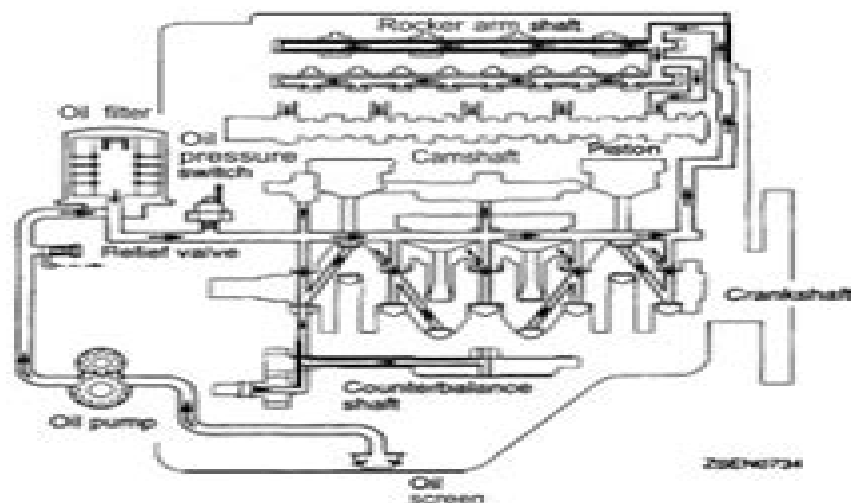 Rocker arm shaft
Oil filter
Oil
pressure
switch
Camshaft
Piston
Relief valve
Crankshaft
Counterbalance
shaft
Oil pump
Oil
screen